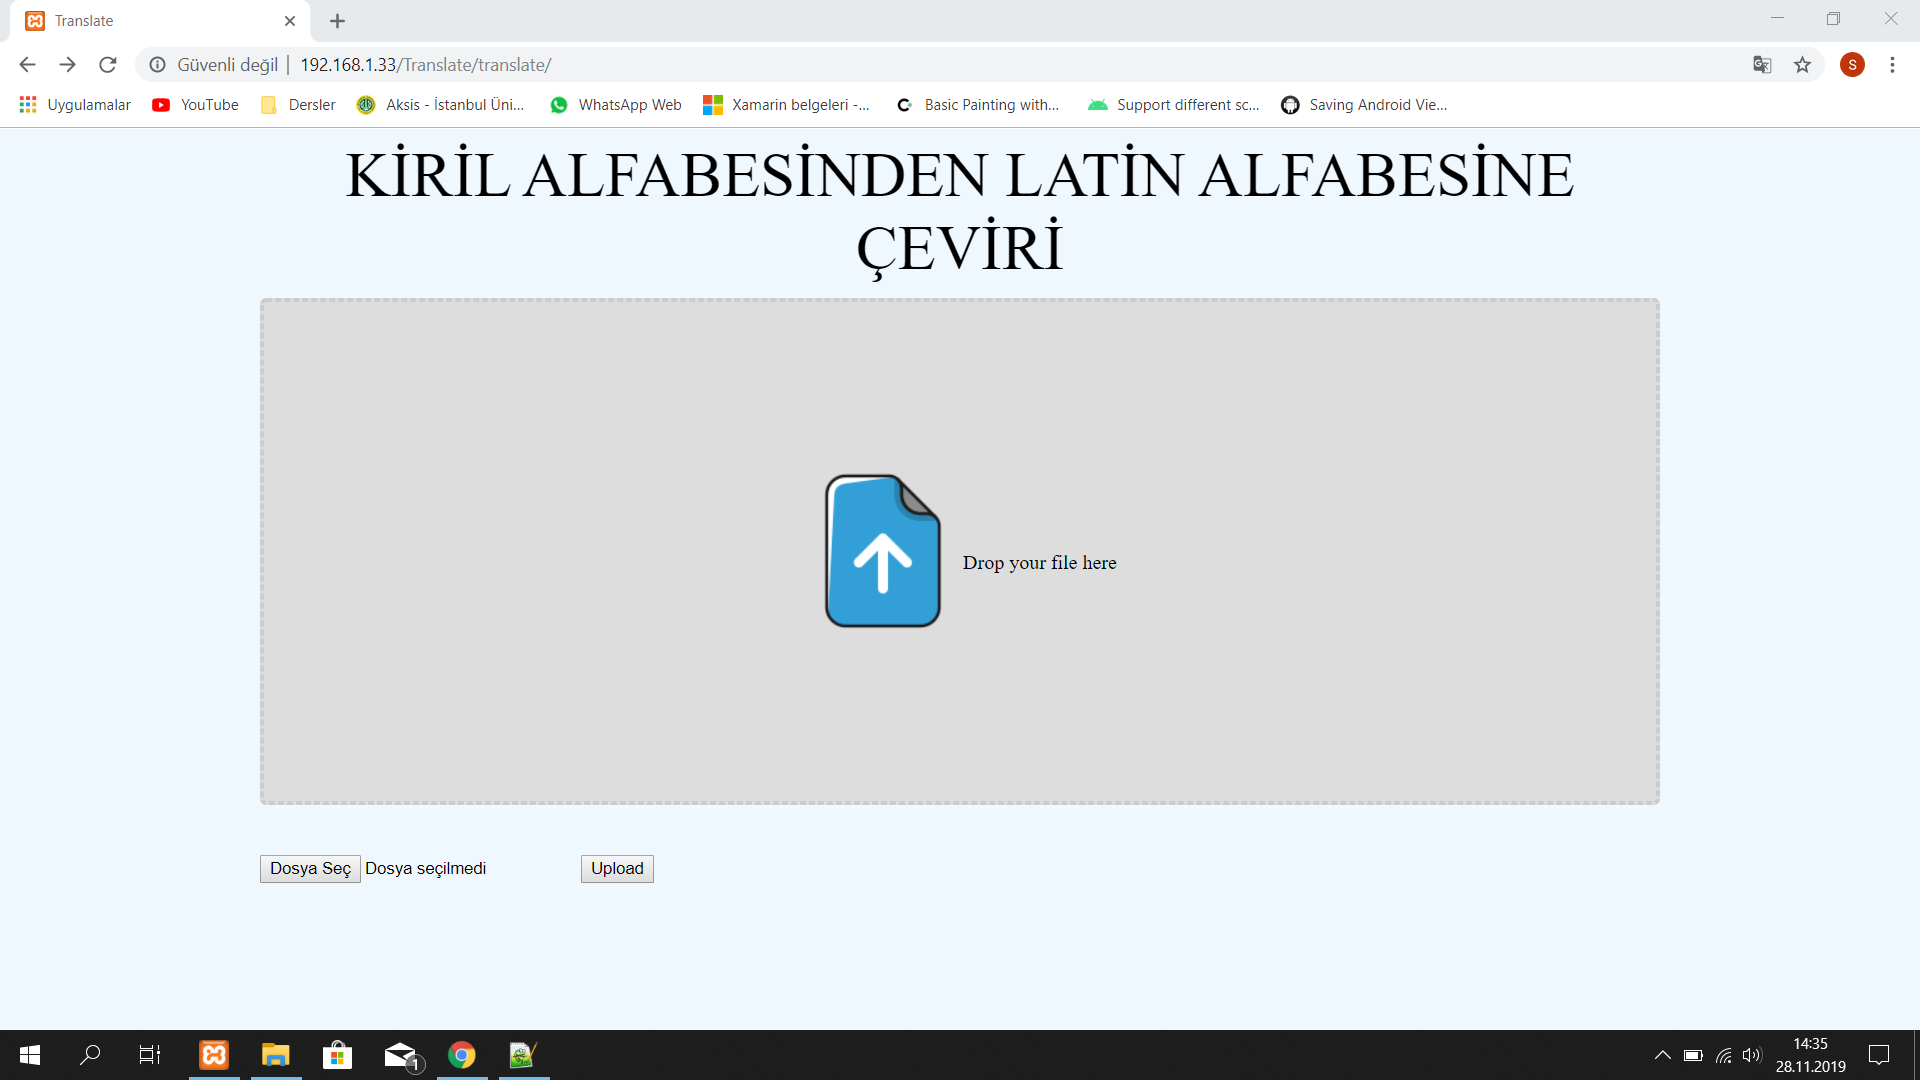 Translate
Güvenli değil | 192.168.1.33/Translate/translate/
S
Uygulamalar YouTube Dersler Aksis - İstanbul Üni... WhatsApp Web Xamarin belgeleri -... Basic Painting with... Support different sc... Saving Android Vie...
KİRİL ALFABESİNDEN LATİN ALFABESİNE
ÇEVİRİ
Drop your file here
Dosya Seç Dosya seçilmedi Upload
1
14:35
28.11.2019